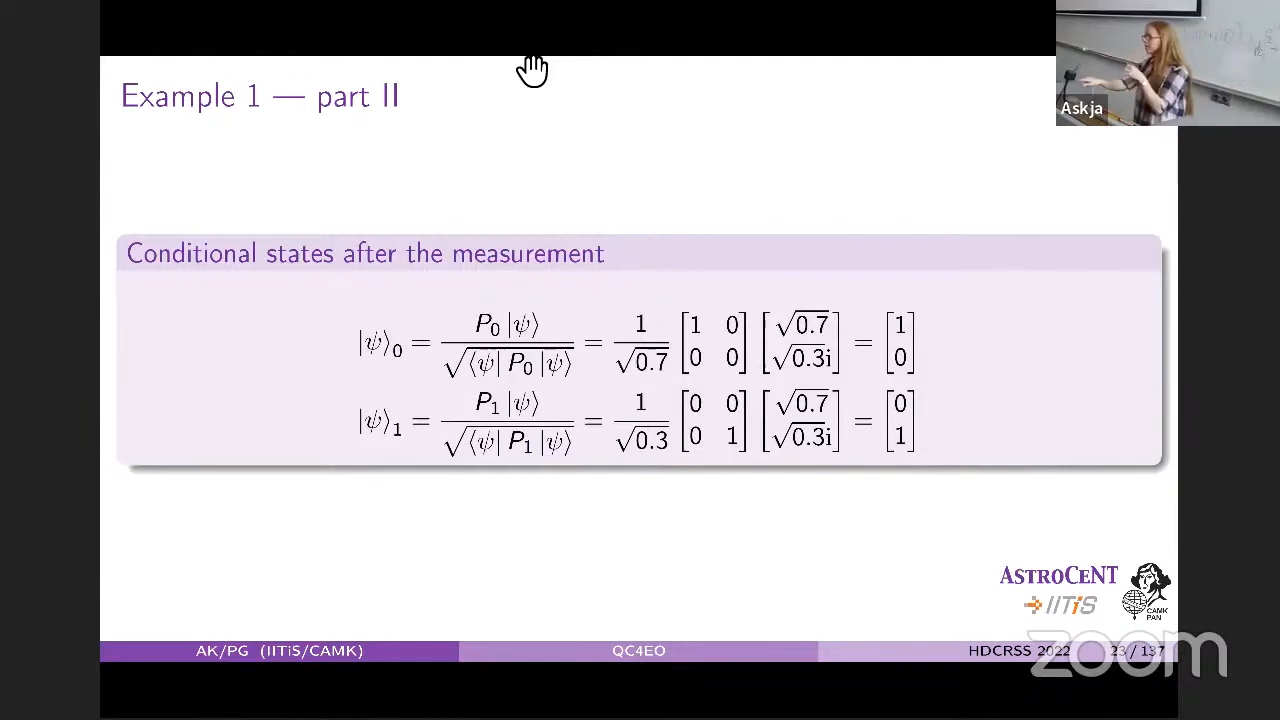 Example 1 — part II
Askja
Conditional states after the measurement
|ψ⟩₀ = P₀|ψ⟩ / √⟨ψ|P₀|ψ⟩ = 1/√0.7 [1 0; 0 0] [√0.7; √0.3i] = [1; 0]
|ψ⟩₁ = P₁|ψ⟩ / √⟨ψ|P₁|ψ⟩ = 1/√0.3 [0 0; 0 1] [√0.7; √0.3i] = [0; 1]
ASTROCENT
IITiS
CAMK
PAN
AK/PG (IITiS/CAMK) QC4EO HDCRSS 2022 23 / 137
zoom